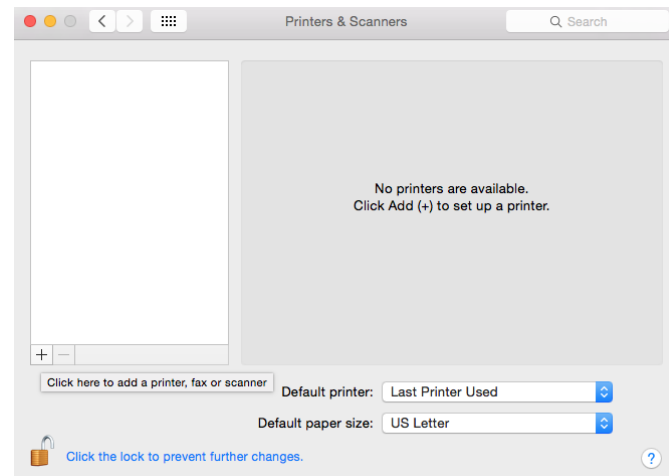 Printers & Scanners
Search
No printers are available.
Click Add (+) to set up a printer.
+ −
Click here to add a printer, fax or scanner
Default printer: Last Printer Used
Default paper size: US Letter
Click the lock to prevent further changes.
?